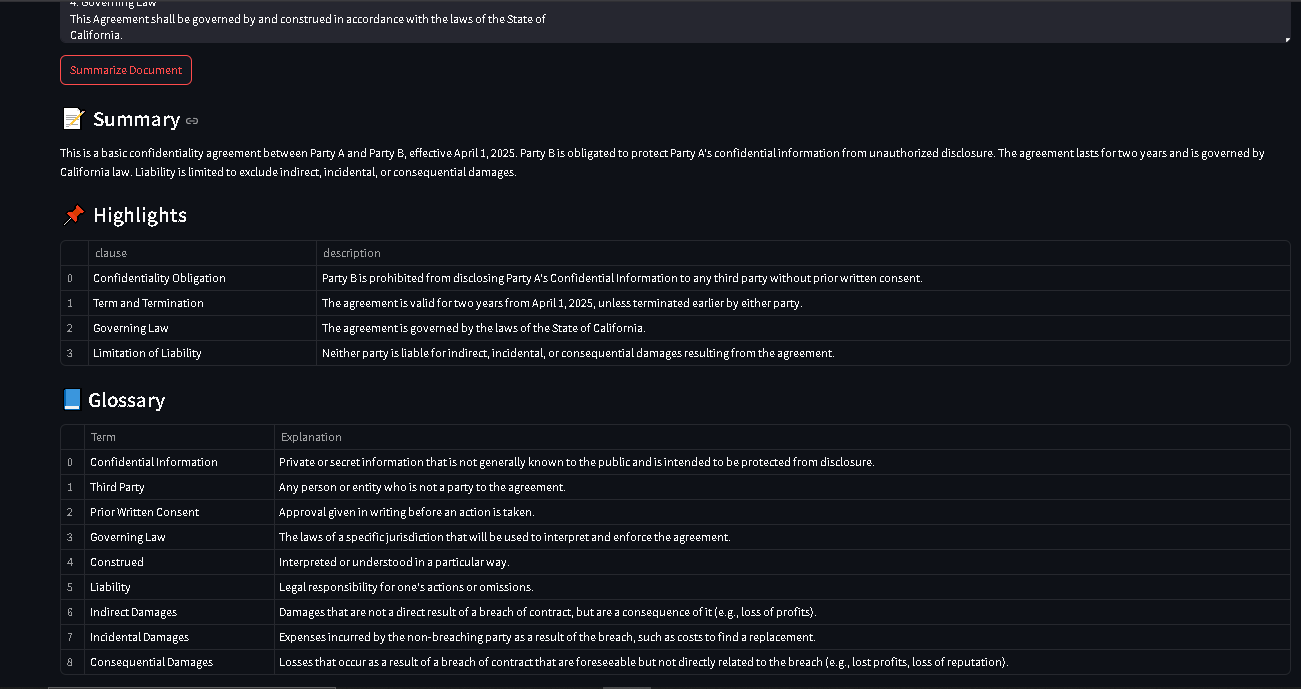 4. Governing Law
This Agreement shall be governed by and construed in accordance with the laws of the State of
California.
Summarize Document
Summary
This is a basic confidentiality agreement between Party A and Party B, effective April 1, 2025. Party B is obligated to protect Party A's confidential information from unauthorized disclosure. The agreement lasts for two years and is governed by
California law. Liability is limited to exclude indirect, incidental, or consequential damages.
Highlights
clause description
0 Confidentiality Obligation Party B is prohibited from disclosing Party A's Confidential Information to any third party without prior written consent.
1 Term and Termination The agreement is valid for two years from April 1, 2025, unless terminated earlier by either party.
2 Governing Law The agreement is governed by the laws of the State of California.
3 Limitation of Liability Neither party is liable for indirect, incidental, or consequential damages resulting from the agreement.
Glossary
Term Explanation
0 Confidential Information Private or secret information that is not generally known to the public and is intended to be protected from disclosure.
1 Third Party Any person or entity who is not a party to the agreement.
2 Prior Written Consent Approval given in writing before an action is taken.
3 Governing Law The laws of a specific jurisdiction that will be used to interpret and enforce the agreement.
4 Construed Interpreted or understood in a particular way.
5 Liability Legal responsibility for one's actions or omissions.
6 Indirect Damages Damages that are not a direct result of a breach of contract, but are a consequence of it (e.g., loss of profits).
7 Incidental Damages Expenses incurred by the non-breaching party as a result of the breach, such as costs to find a replacement.
8 Consequential Damages Losses that occur as a result of a breach of contract that are foreseeable but not directly related to the breach (e.g., lost profits, loss of reputation).